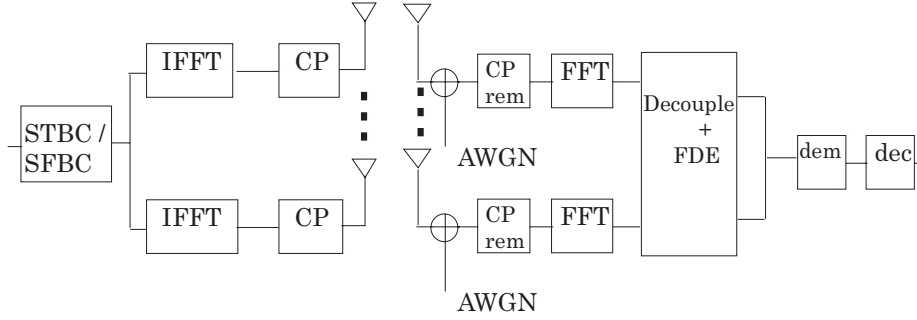 IFFT
CP
CP
rem
FFT
STBC /
SFBC
Decouple
+
FDE
AWGN
dem
dec
IFFT
CP
CP
rem
FFT
AWGN